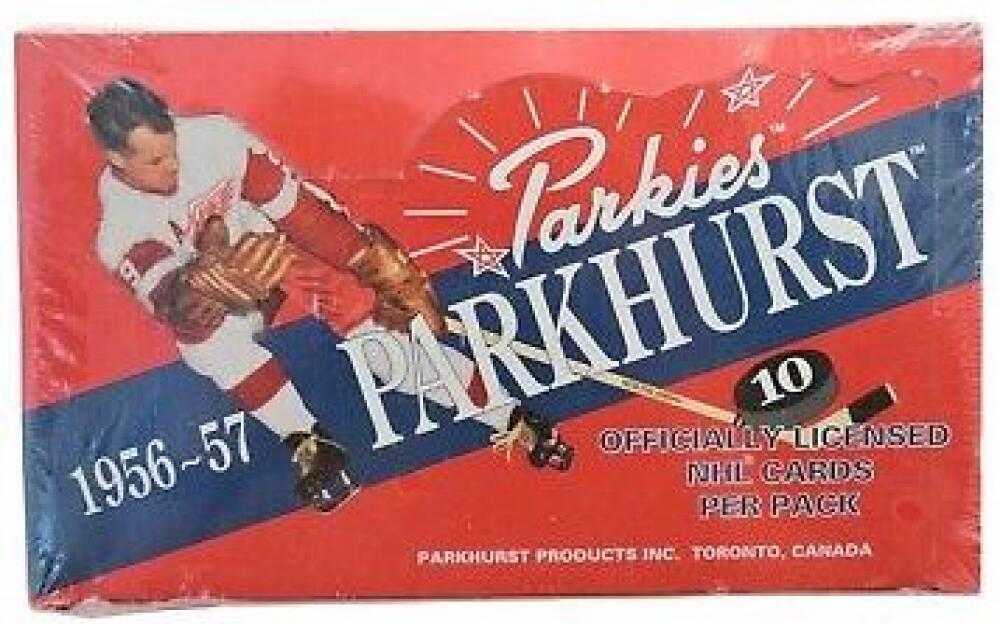 Parkies™
PARKHURST™
1956~57
10
OFFICIALLY LICENSED
NHL CARDS
PER PACK
PARKHURST PRODUCTS INC. TORONTO, CANADA